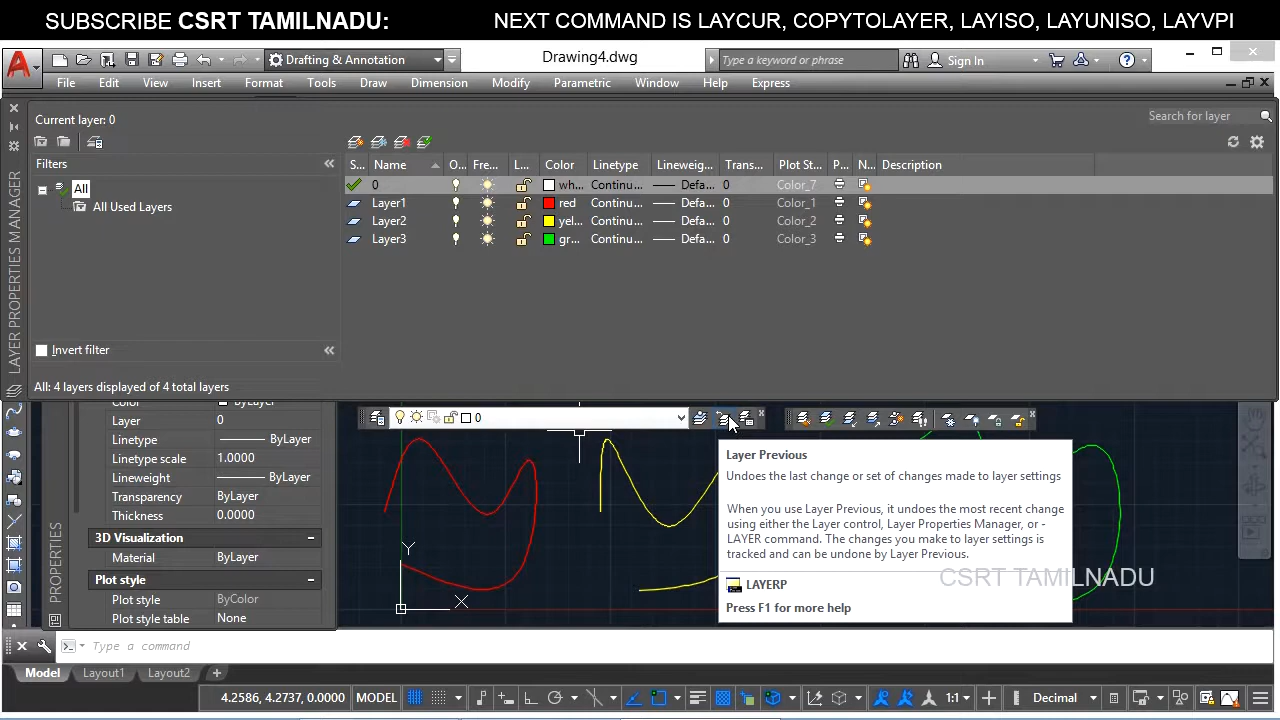 SUBSCRIBE CSRT TAMILNADU:
NEXT COMMAND IS LAYCUR, COPYTOLAYER, LAYISO, LAYUNISO, LAYVPI
Drafting & Annotation
Drawing4.dwg
Type a keyword or phrase
Sign In
File Edit View Insert Format Tools Draw Dimension Modify Parametric Window Help Express
Current layer: 0
Search for layer
Filters
S... Name O.. Fre... L... Color Linetype Lineweig... Trans... Plot St... P... N.. Description
All
0 wh... Continu... Defa... 0 Color_7
All Used Layers
Layer1 red Continu... Defa... 0 Color_1
Layer2 yel... Continu... Defa... 0 Color_2
Layer3 gr... Continu... Defa... 0 Color_3
LAYER PROPERTIES MANAGER
Invert filter
All: 4 layers displayed of 4 total layers
ByLayer
0
Layer 0
Linetype ByLayer
Linetype scale 1.0000
Lineweight ByLayer
Transparency ByLayer
Thickness 0.0000
3D Visualization
Material ByLayer
Plot style
Plot style ByColor
Plot style table None
PROPERTIES
Y
X
Layer Previous
Undoes the last change or set of changes made to layer settings
When you use Layer Previous, it undoes the most recent change
using either the Layer control, Layer Properties Manager, or -
LAYER command. The changes you make to layer settings is
tracked and can be undone by Layer Previous.
LAYERP
Press F1 for more help
CSRT TAMILNADU
Type a command
Model Layout1 Layout2 +
4.2586, 4.2737, 0.0000 MODEL 1:1 Decimal